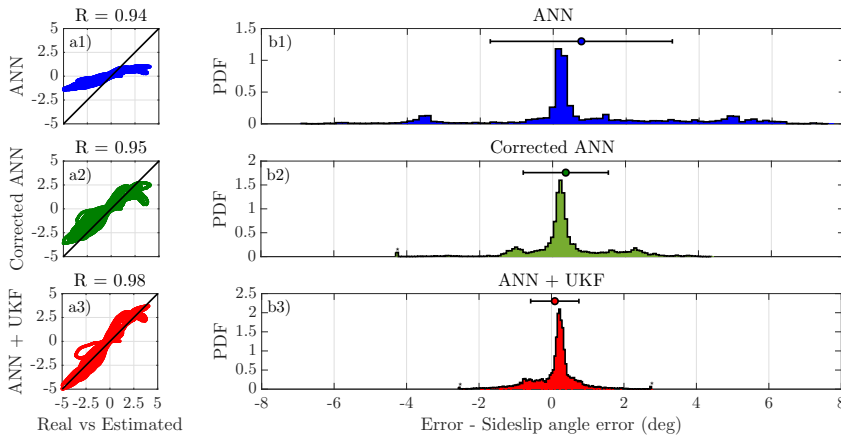 R = 0.94
ANN
5
2.5
0
-2.5
-5
a1)
ANN
ANN
1.5
1
0.5
0
PDF
b1)
R = 0.95
Corrected ANN
5
2.5
0
-2.5
-5
a2)
Corrected ANN
2
1.5
1
0.5
0
PDF
b2)
R = 0.98
ANN + UKF
5
2.5
0
-2.5
-5
a3)
-5 -2.5 0 2.5 5
Real vs Estimated
ANN + UKF
2.5
2
1.5
1
0.5
0
PDF
b3)
-8 -6 -4 -2 0 2 4 6 8
Error - Sideslip angle error (deg)